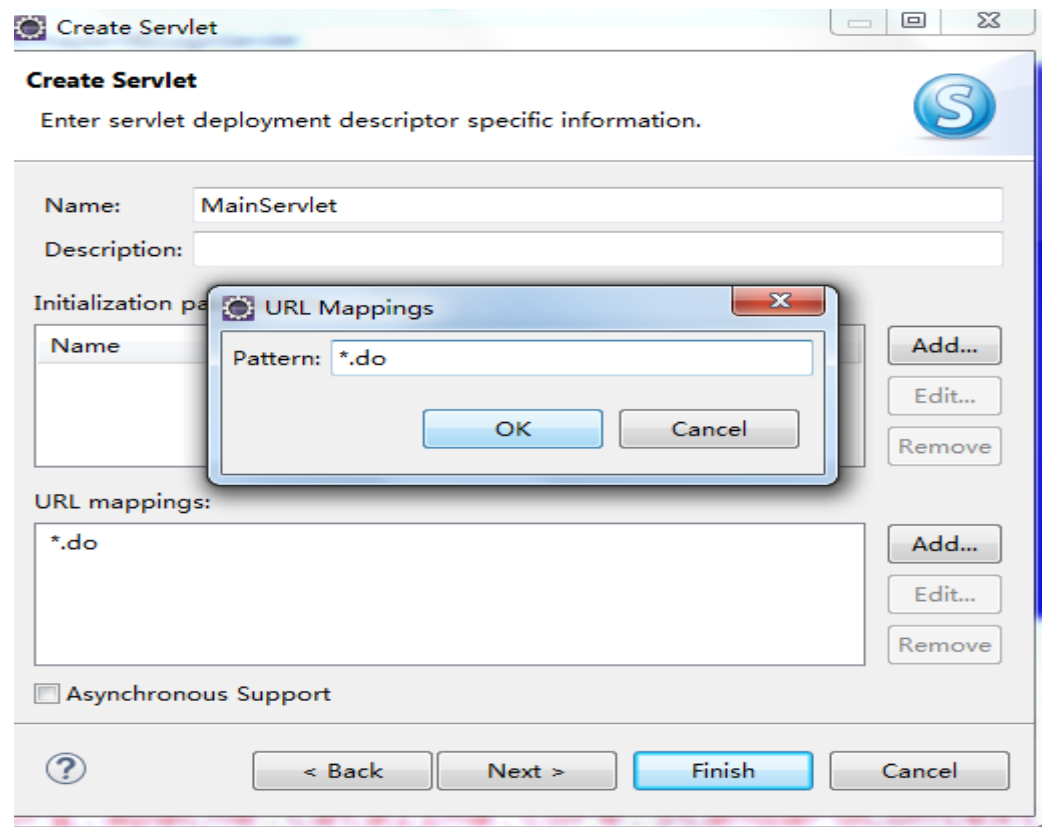 Create Servlet
Create Servlet
Enter servlet deployment descriptor specific information.
Name: MainServlet
Description:
Initialization pa
URL Mappings
Name
Pattern: *.do
Add...
Edit...
OK Cancel
Remove
URL mappings:
*.do
Add...
Edit...
Remove
Asynchronous Support
< Back Next > Finish Cancel